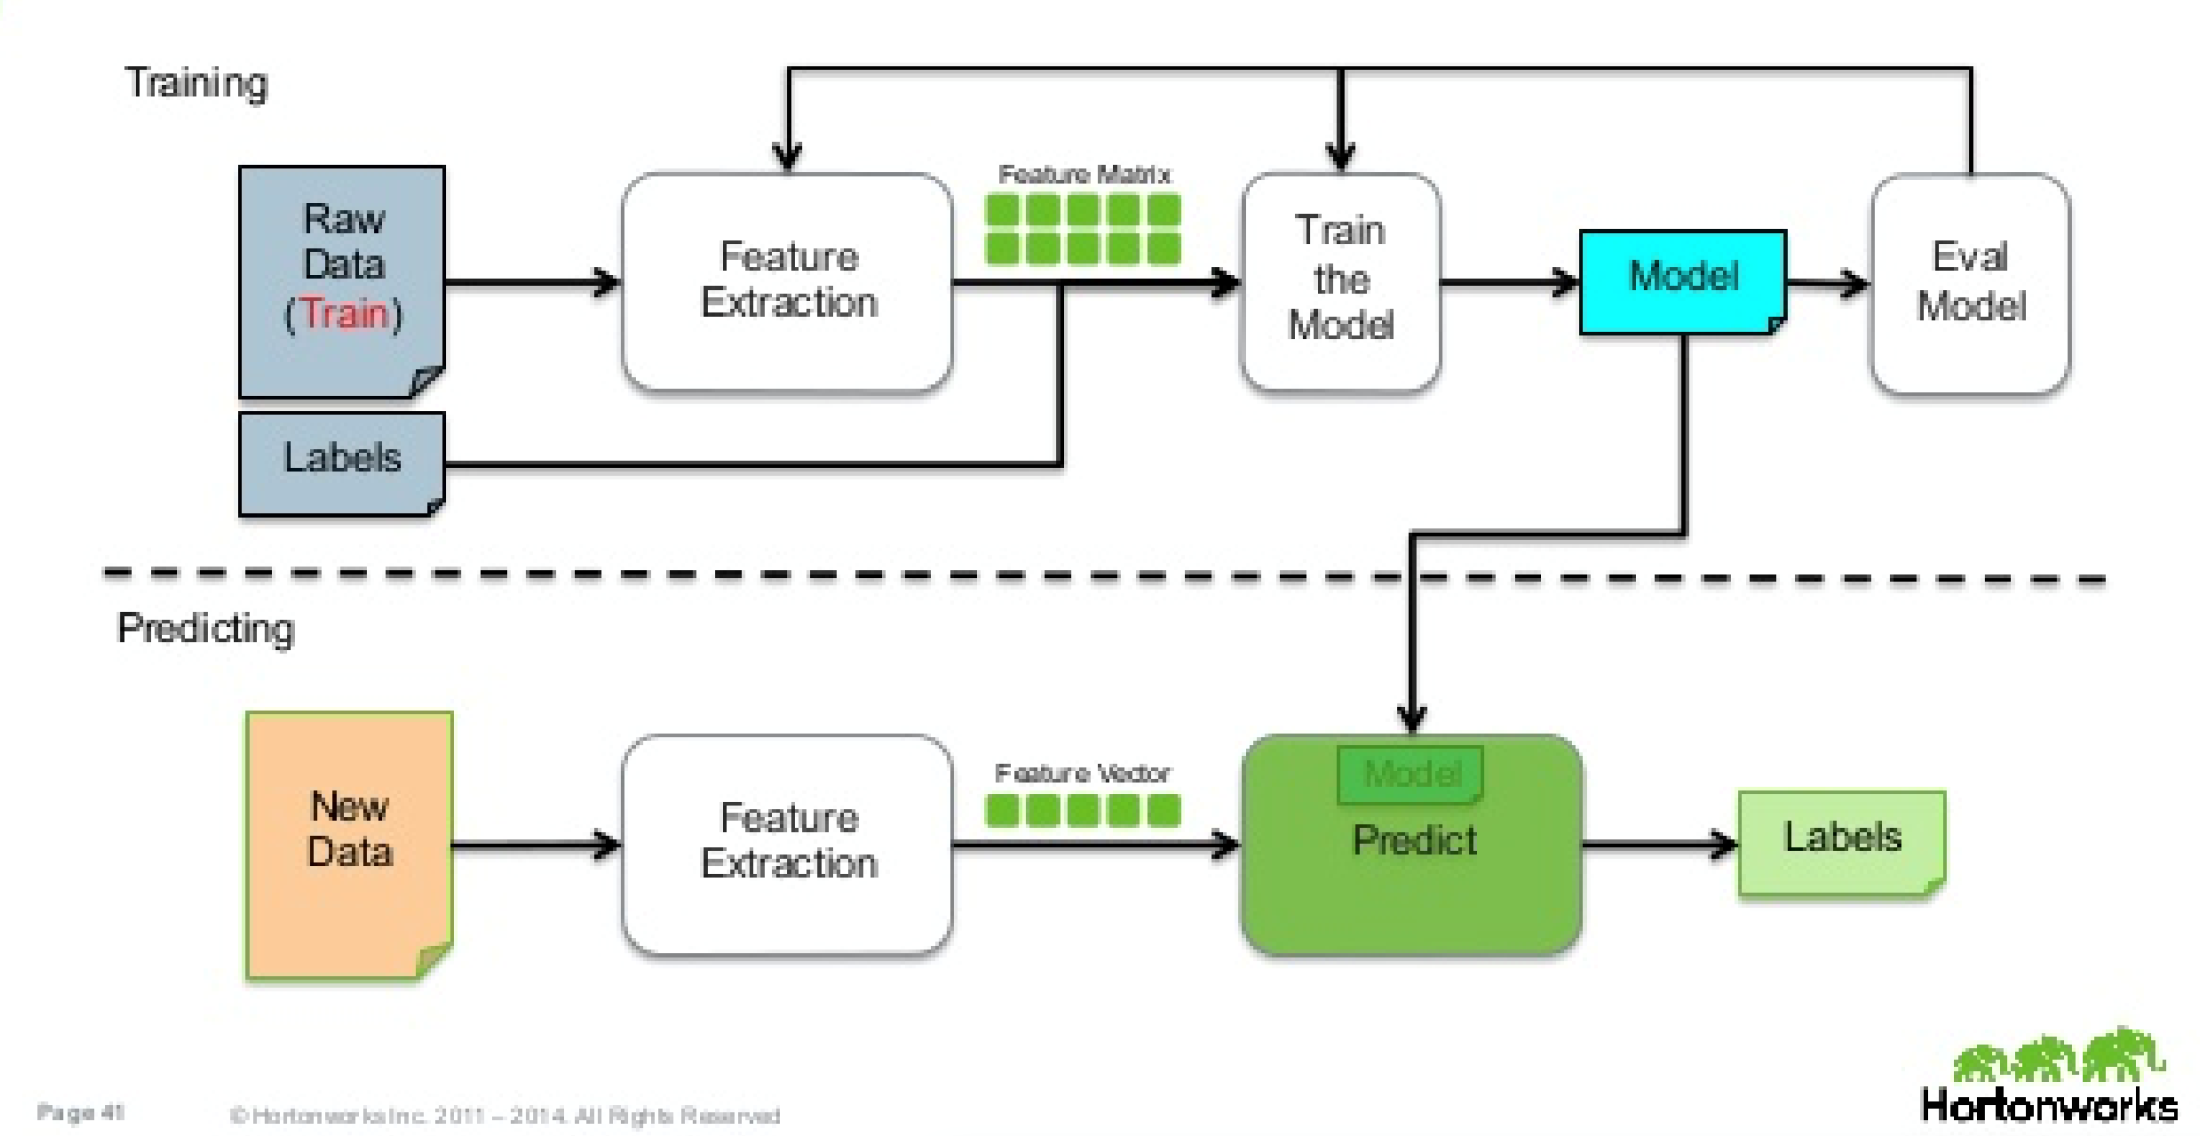 Training
Raw
Data
(Train)
Labels
Feature
Extraction
Feature Matrix
Train
the
Model
Model
Eval
Model
Predicting
New
Data
Feature
Extraction
Feature Vector
Model
Predict
Labels
Page 41
© Hortonworks Inc. 2011 – 2014. All Rights Reserved
Hortonworks